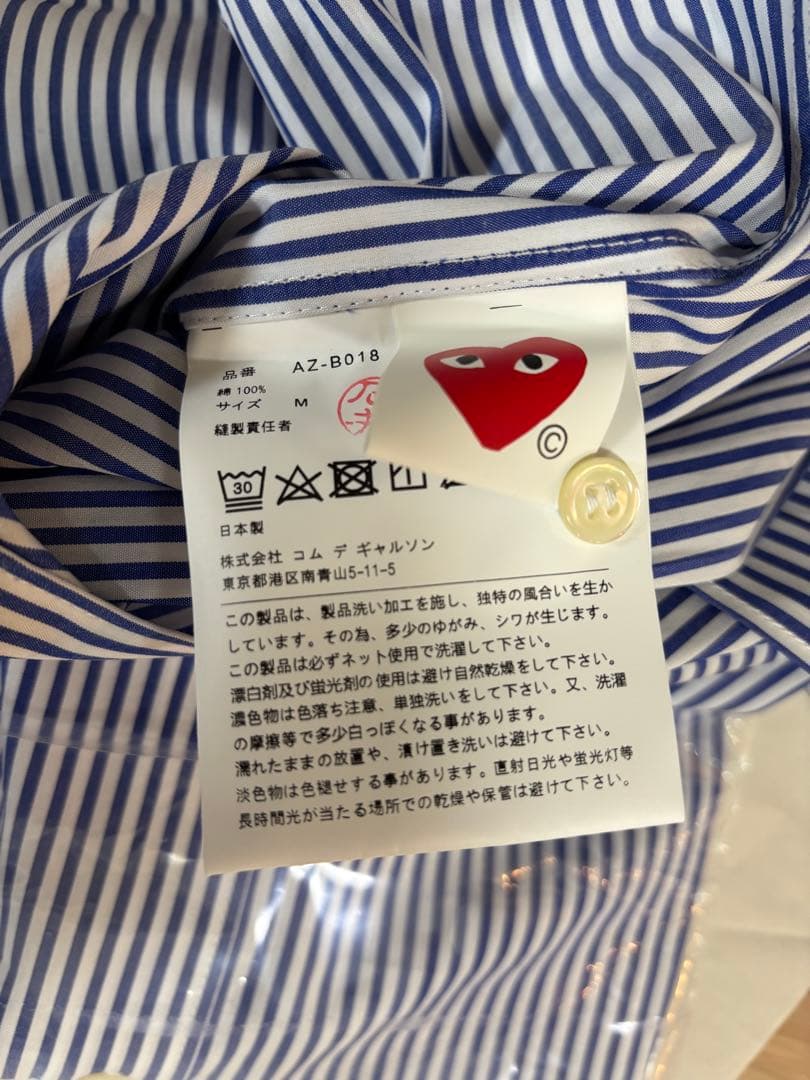 品番 AZ-B018
綿 100%
サイズ M
縫製責任者
©
30
日本製
株式会社 コム デ ギャルソン
東京都港区南青山5-11-5
この製品は、製品洗い加工を施し、独特の風合いを生か
しています。その為、多少のゆがみ、シワが生じます。
この製品は必ずネット使用で洗濯して下さい。
漂白剤及び蛍光剤の使用は避け自然乾燥をして下さい。
濃色物は色落ち注意、単独洗いをして下さい。又、洗濯
の摩擦等で多少白っぽくなる事があります。
濡れたままの放置や、漬け置き洗いは避けて下さい。
淡色物は色褪せする事があります。直射日光や蛍光灯等
長時間光が当たる場所での乾燥や保管は避けて下さい。